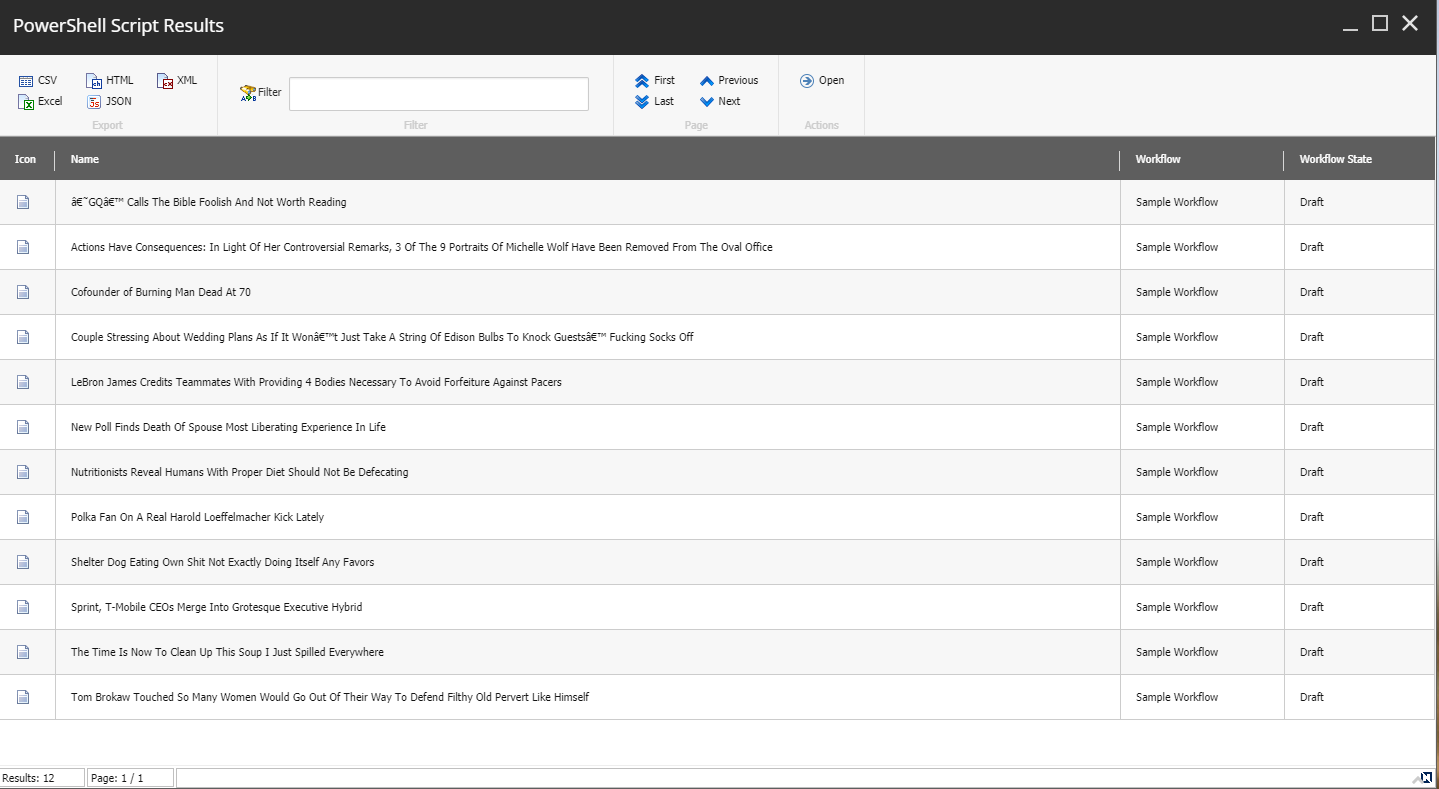 PowerShell Script Results
CSV HTML XML
Excel JSON
Export
Filter
Filter
First Previous
Last Next
Page
Open
Actions
Icon Name Workflow Workflow State
â€˜GQâ€™ Calls The Bible Foolish And Not Worth Reading Sample Workflow Draft
Actions Have Consequences: In Light Of Her Controversial Remarks, 3 Of The 9 Portraits Of Michelle Wolf Have Been Removed From The Oval Office Sample Workflow Draft
Cofounder of Burning Man Dead At 70 Sample Workflow Draft
Couple Stressing About Wedding Plans As If It Wonâ€™t Just Take A String Of Edison Bulbs To Knock Guestsâ€™ Fucking Socks Off Sample Workflow Draft
LeBron James Credits Teammates With Providing 4 Bodies Necessary To Avoid Forfeiture Against Pacers Sample Workflow Draft
New Poll Finds Death Of Spouse Most Liberating Experience In Life Sample Workflow Draft
Nutritionists Reveal Humans With Proper Diet Should Not Be Defecating Sample Workflow Draft
Polka Fan On A Real Harold Loeffelmacher Kick Lately Sample Workflow Draft
Shelter Dog Eating Own Shit Not Exactly Doing Itself Any Favors Sample Workflow Draft
Sprint, T-Mobile CEOs Merge Into Grotesque Executive Hybrid Sample Workflow Draft
The Time Is Now To Clean Up This Soup I Just Spilled Everywhere Sample Workflow Draft
Tom Brokaw Touched So Many Women Would Go Out Of Their Way To Defend Filthy Old Pervert Like Himself Sample Workflow Draft
Results: 12 Page: 1 / 1